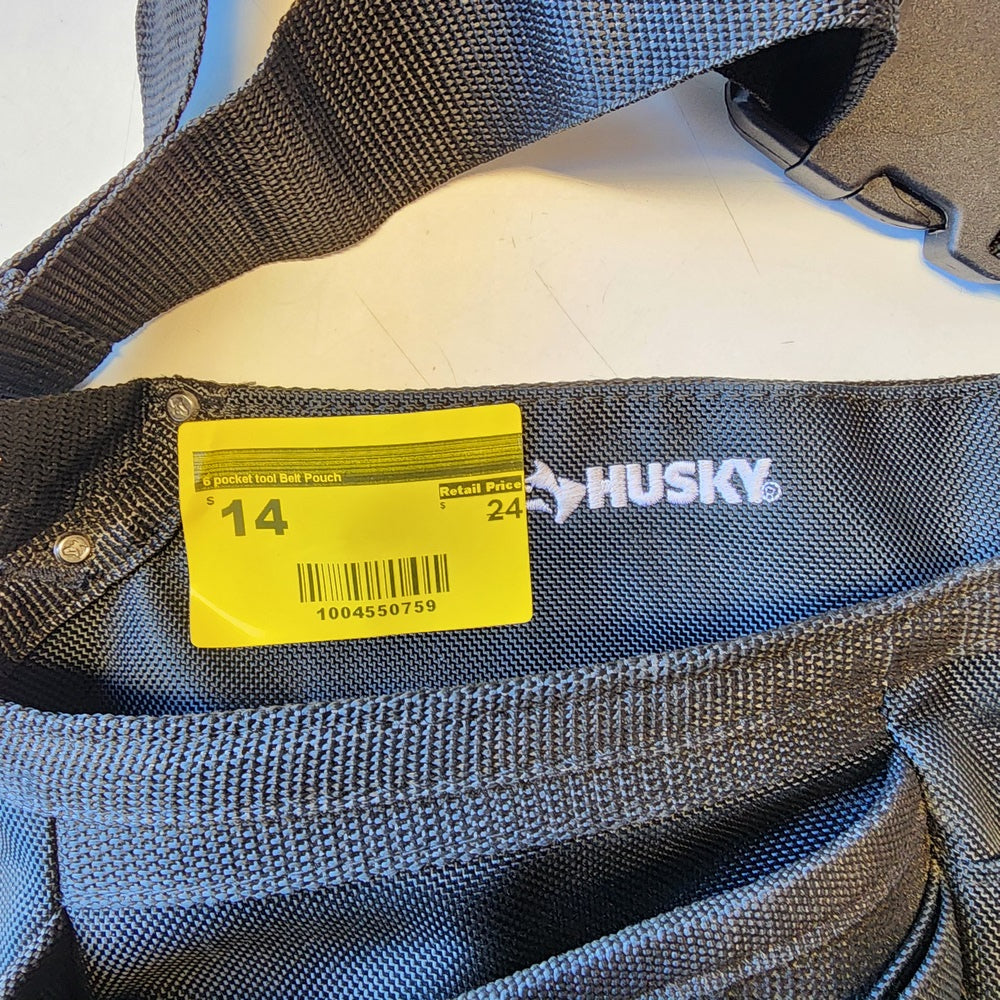 6 pocket tool Belt Pouch
$ 14
Retail Price
$ 24
1004550759
HUSKY®